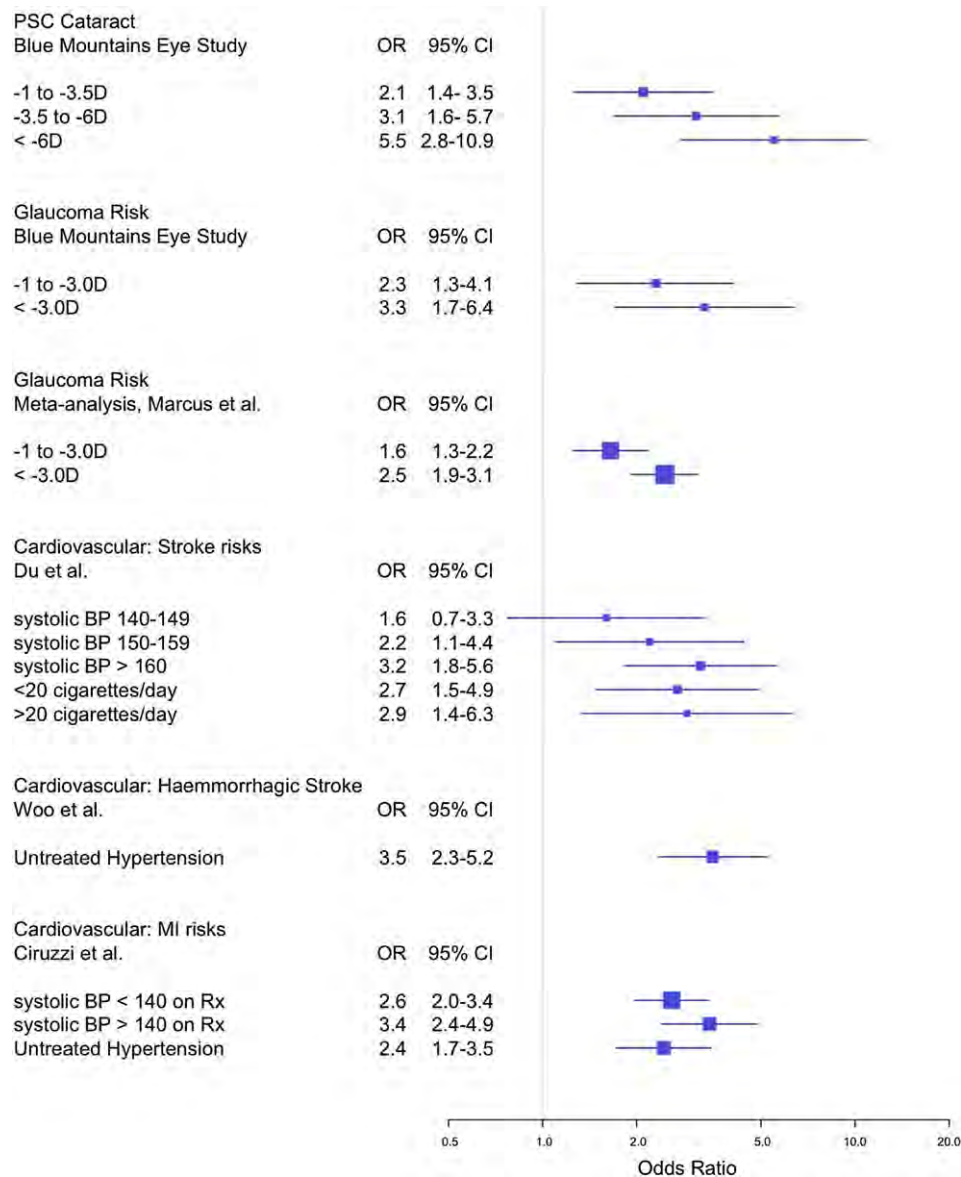 PSC Cataract
Blue Mountains Eye Study OR 95% CI
-1 to -3.5D 2.1 1.4- 3.5
-3.5 to -6D 3.1 1.6- 5.7
< -6D 5.5 2.8-10.9
Glaucoma Risk
Blue Mountains Eye Study OR 95% CI
-1 to -3.0D 2.3 1.3-4.1
< -3.0D 3.3 1.7-6.4
Glaucoma Risk
Meta-analysis, Marcus et al. OR 95% CI
-1 to -3.0D 1.6 1.3-2.2
< -3.0D 2.5 1.9-3.1
Cardiovascular: Stroke risks
Du et al. OR 95% CI
systolic BP 140-149 1.6 0.7-3.3
systolic BP 150-159 2.2 1.1-4.4
systolic BP > 160 3.2 1.8-5.6
<20 cigarettes/day 2.7 1.5-4.9
>20 cigarettes/day 2.9 1.4-6.3
Cardiovascular: Haemmorrhagic Stroke
Woo et al. OR 95% CI
Untreated Hypertension 3.5 2.3-5.2
Cardiovascular: MI risks
Ciruzzi et al. OR 95% CI
systolic BP < 140 on Rx 2.6 2.0-3.4
systolic BP > 140 on Rx 3.4 2.4-4.9
Untreated Hypertension 2.4 1.7-3.5
0.5 1.0 2.0 5.0 10.0 20.0
Odds Ratio